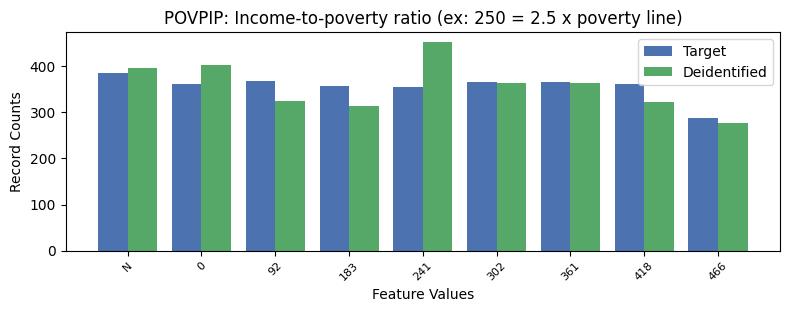 POVPIP: Income-to-poverty ratio (ex: 250 = 2.5 x poverty line)
Target
Deidentified
Record Counts
400
300
200
100
0
N
0
92
183
241
302
361
418
466
Feature Values